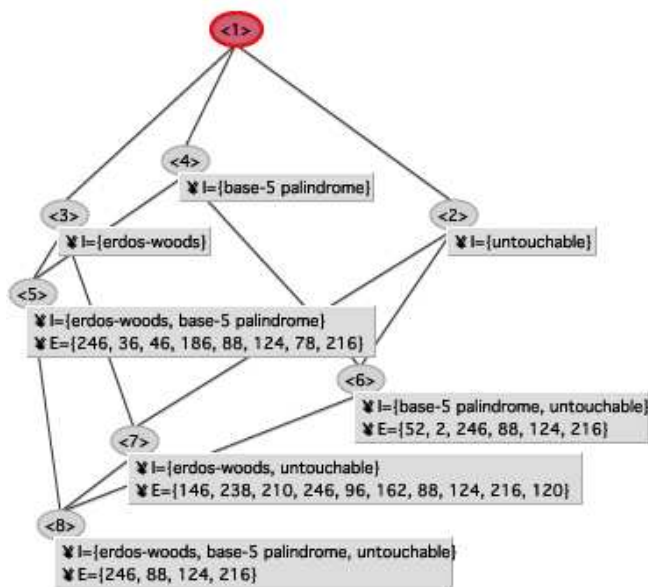 <1>
<4>
I={base-5 palindrome}
<3>
<2>
I={erdos-woods}
I={untouchable}
<5>
I={erdos-woods, base-5 palindrome}
E={246, 36, 46, 186, 88, 124, 78, 216}
<6>
I={base-5 palindrome, untouchable}
E={52, 2, 246, 88, 124, 216}
<7>
I={erdos-woods, untouchable}
E={146, 238, 210, 246, 96, 162, 88, 124, 216, 120}
<8>
I={erdos-woods, base-5 palindrome, untouchable}
E={246, 88, 124, 216}